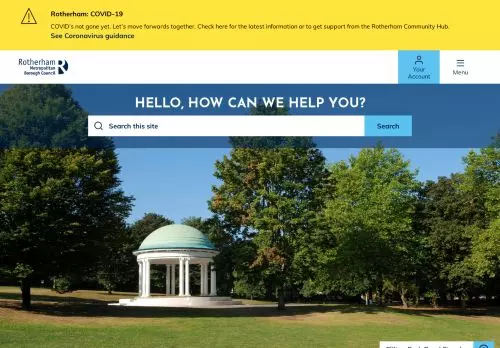 Rotherham: COVID-19
COVID's not gone yet. Let's move forwards together. Check here for the latest information or to get support from the Rotherham Community Hub.
See Coronavirus guidance
Rotherham
Metropolitan
Borough Council
Your
Account
Menu
HELLO, HOW CAN WE HELP YOU?
Search this site
Search